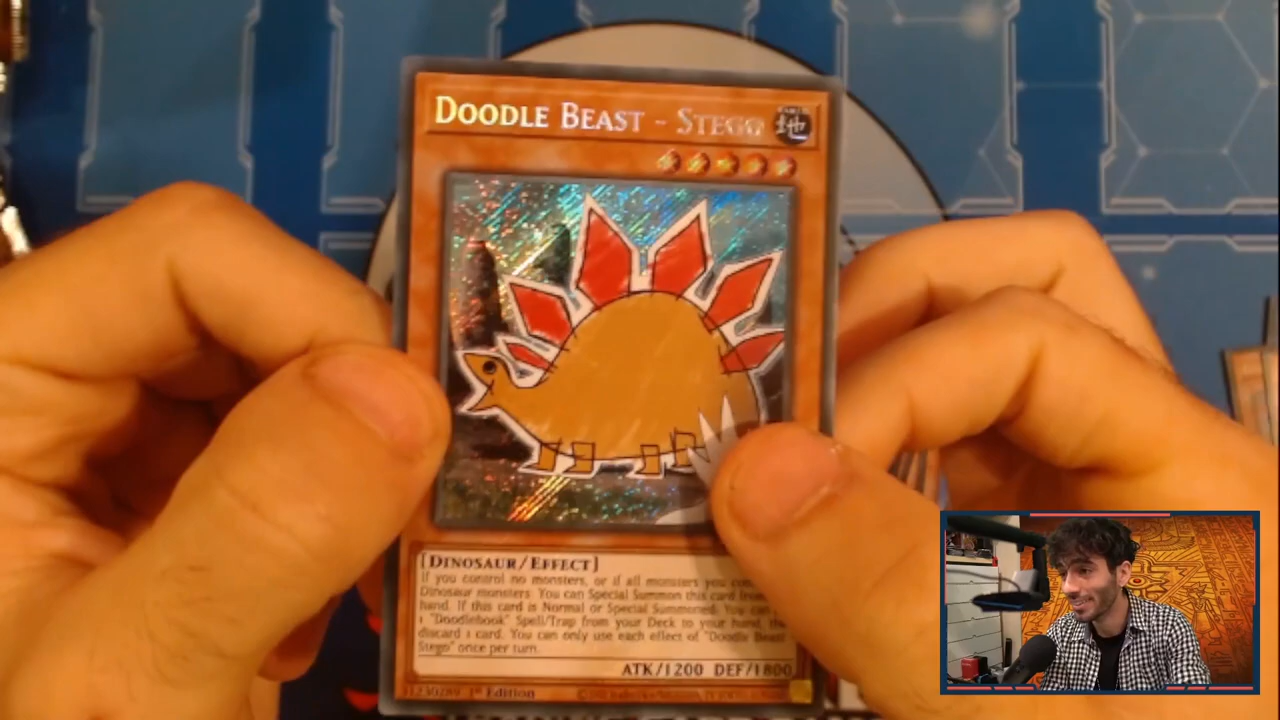 DOODLE BEAST - STEGO
EARTH
地
[DINOSAUR/EFFECT]
If you control no monsters, or if all monsters you
Dinosaur monsters: You can Special Summon this card from
hand. If this card is Normal or Special Summoned: You can
1 "Doodlebook" Spell/Trap from your Deck to your hand, the
discard 1 card. You can only use each effect of "Doodle Beast
Stego" once per turn.
ATK/1200 DEF/1800
1st Edition